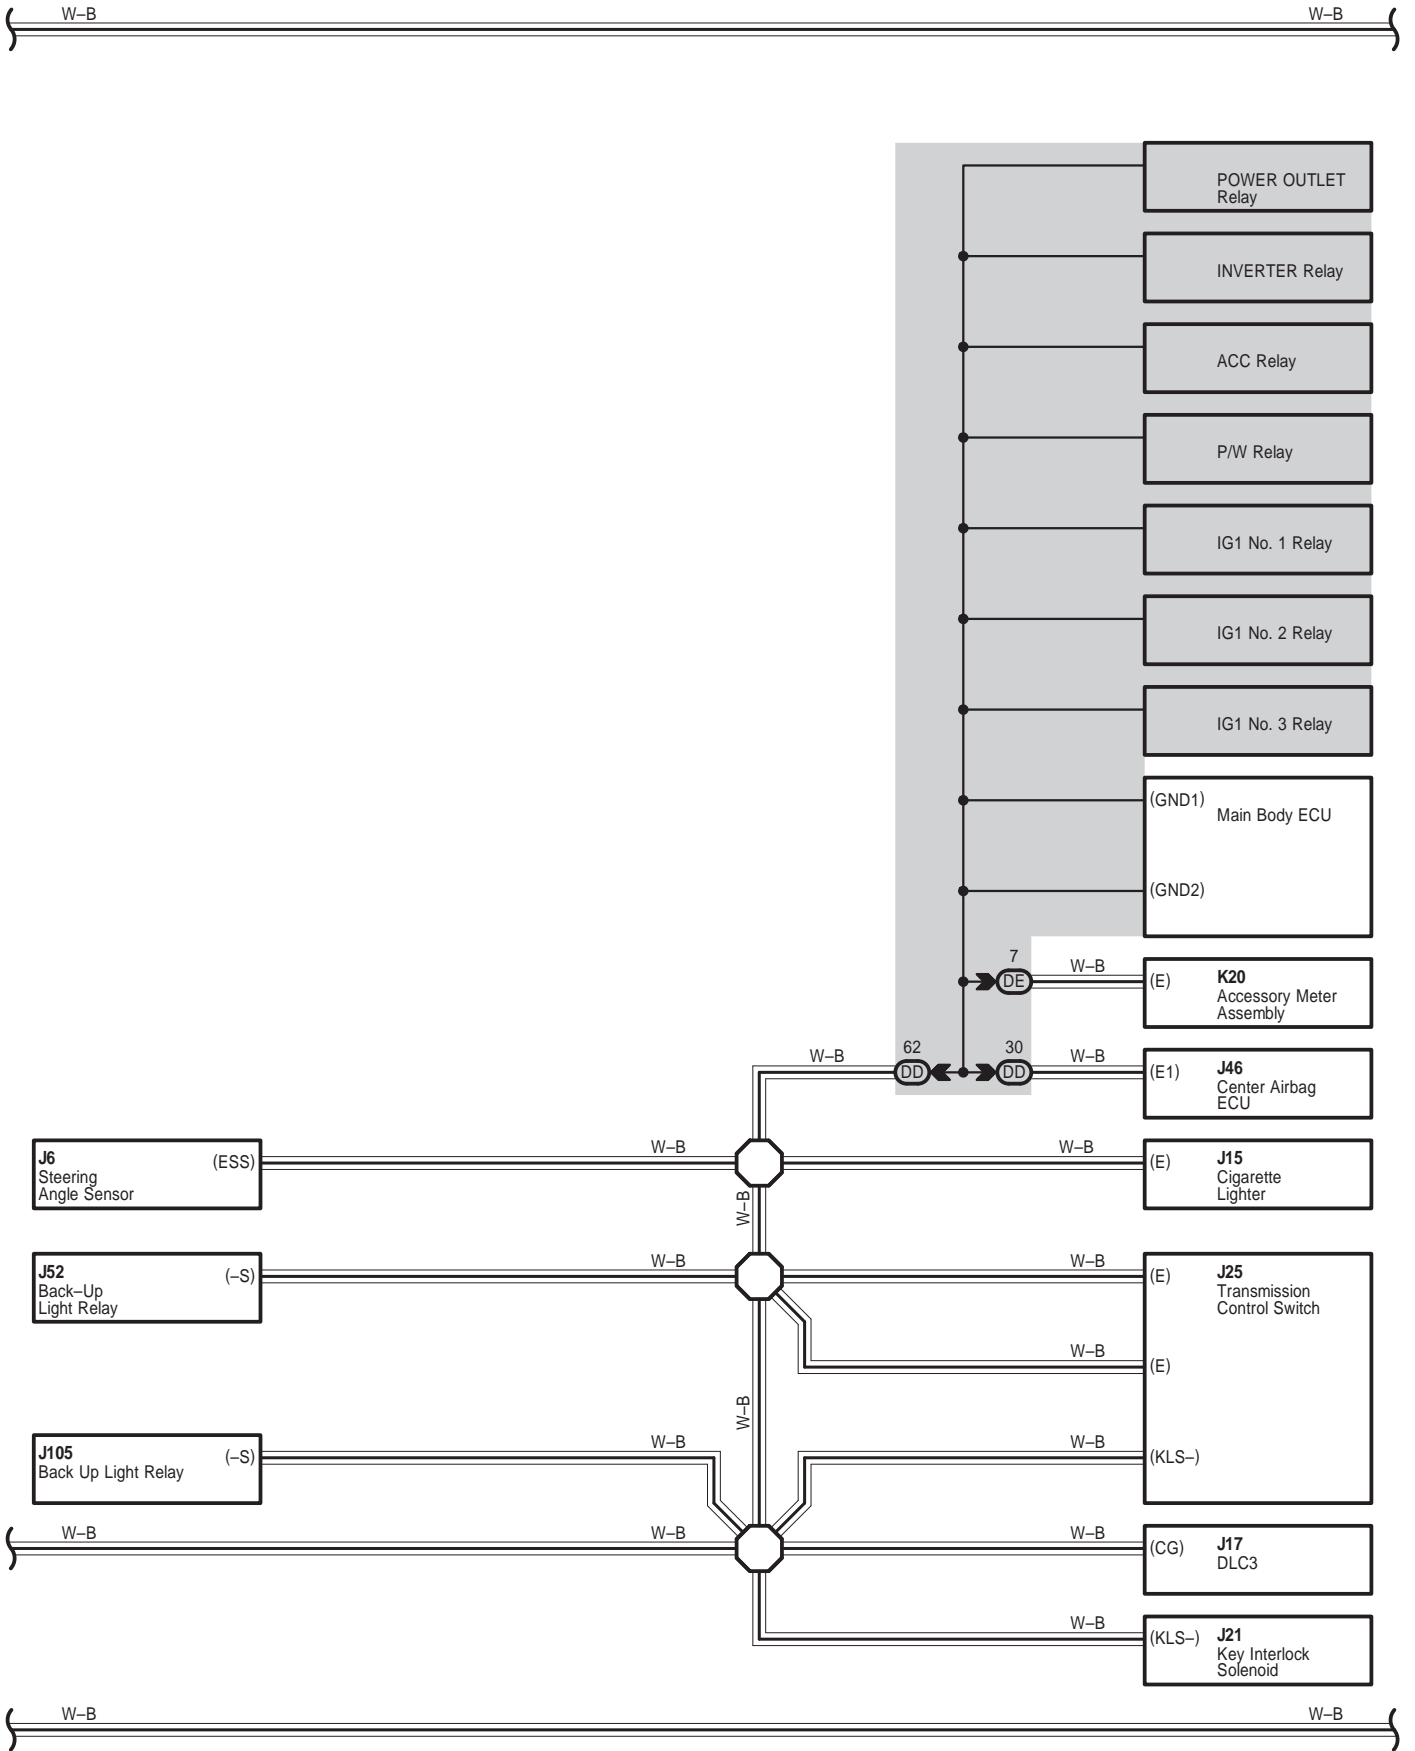 W–B
W–B
POWER OUTLET
Relay
INVERTER Relay
ACC Relay
P/W Relay
IG1 No. 1 Relay
IG1 No. 2 Relay
IG1 No. 3 Relay
(GND1)
Main Body ECU
(GND2)
7
DE
W–B
(E)
K20
Accessory Meter
Assembly
W–B
62
DD
30
DD
W–B
(E1)
J46
Center Airbag
ECU
J6
Steering
Angle Sensor
(ESS)
W–B
W–B
(E)
J15
Cigarette
Lighter
W–B
J52
Back–Up
Light Relay
(–S)
W–B
W–B
(E)
J25
Transmission
Control Switch
W–B
(E)
W–B
J105
Back Up Light Relay
(–S)
W–B
W–B
(KLS–)
W–B
W–B
W–B
(CG)
J17
DLC3
W–B
(KLS–)
J21
Key Interlock
Solenoid
W–B
W–B